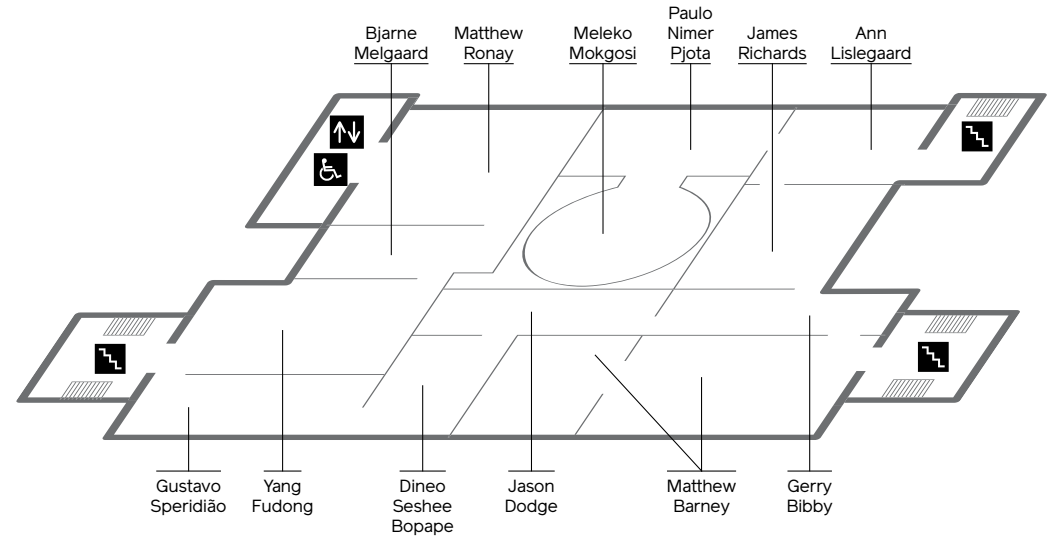 Bjarne
Melgaard
Matthew
Ronay
Meleko
Mokgosi
Paulo
Nimer
Pjota
James
Richards
Ann
Lislegaard
Gustavo
Speridião
Yang
Fudong
Dineo
Seshee
Bopape
Jason
Dodge
Matthew
Barney
Gerry
Bibby